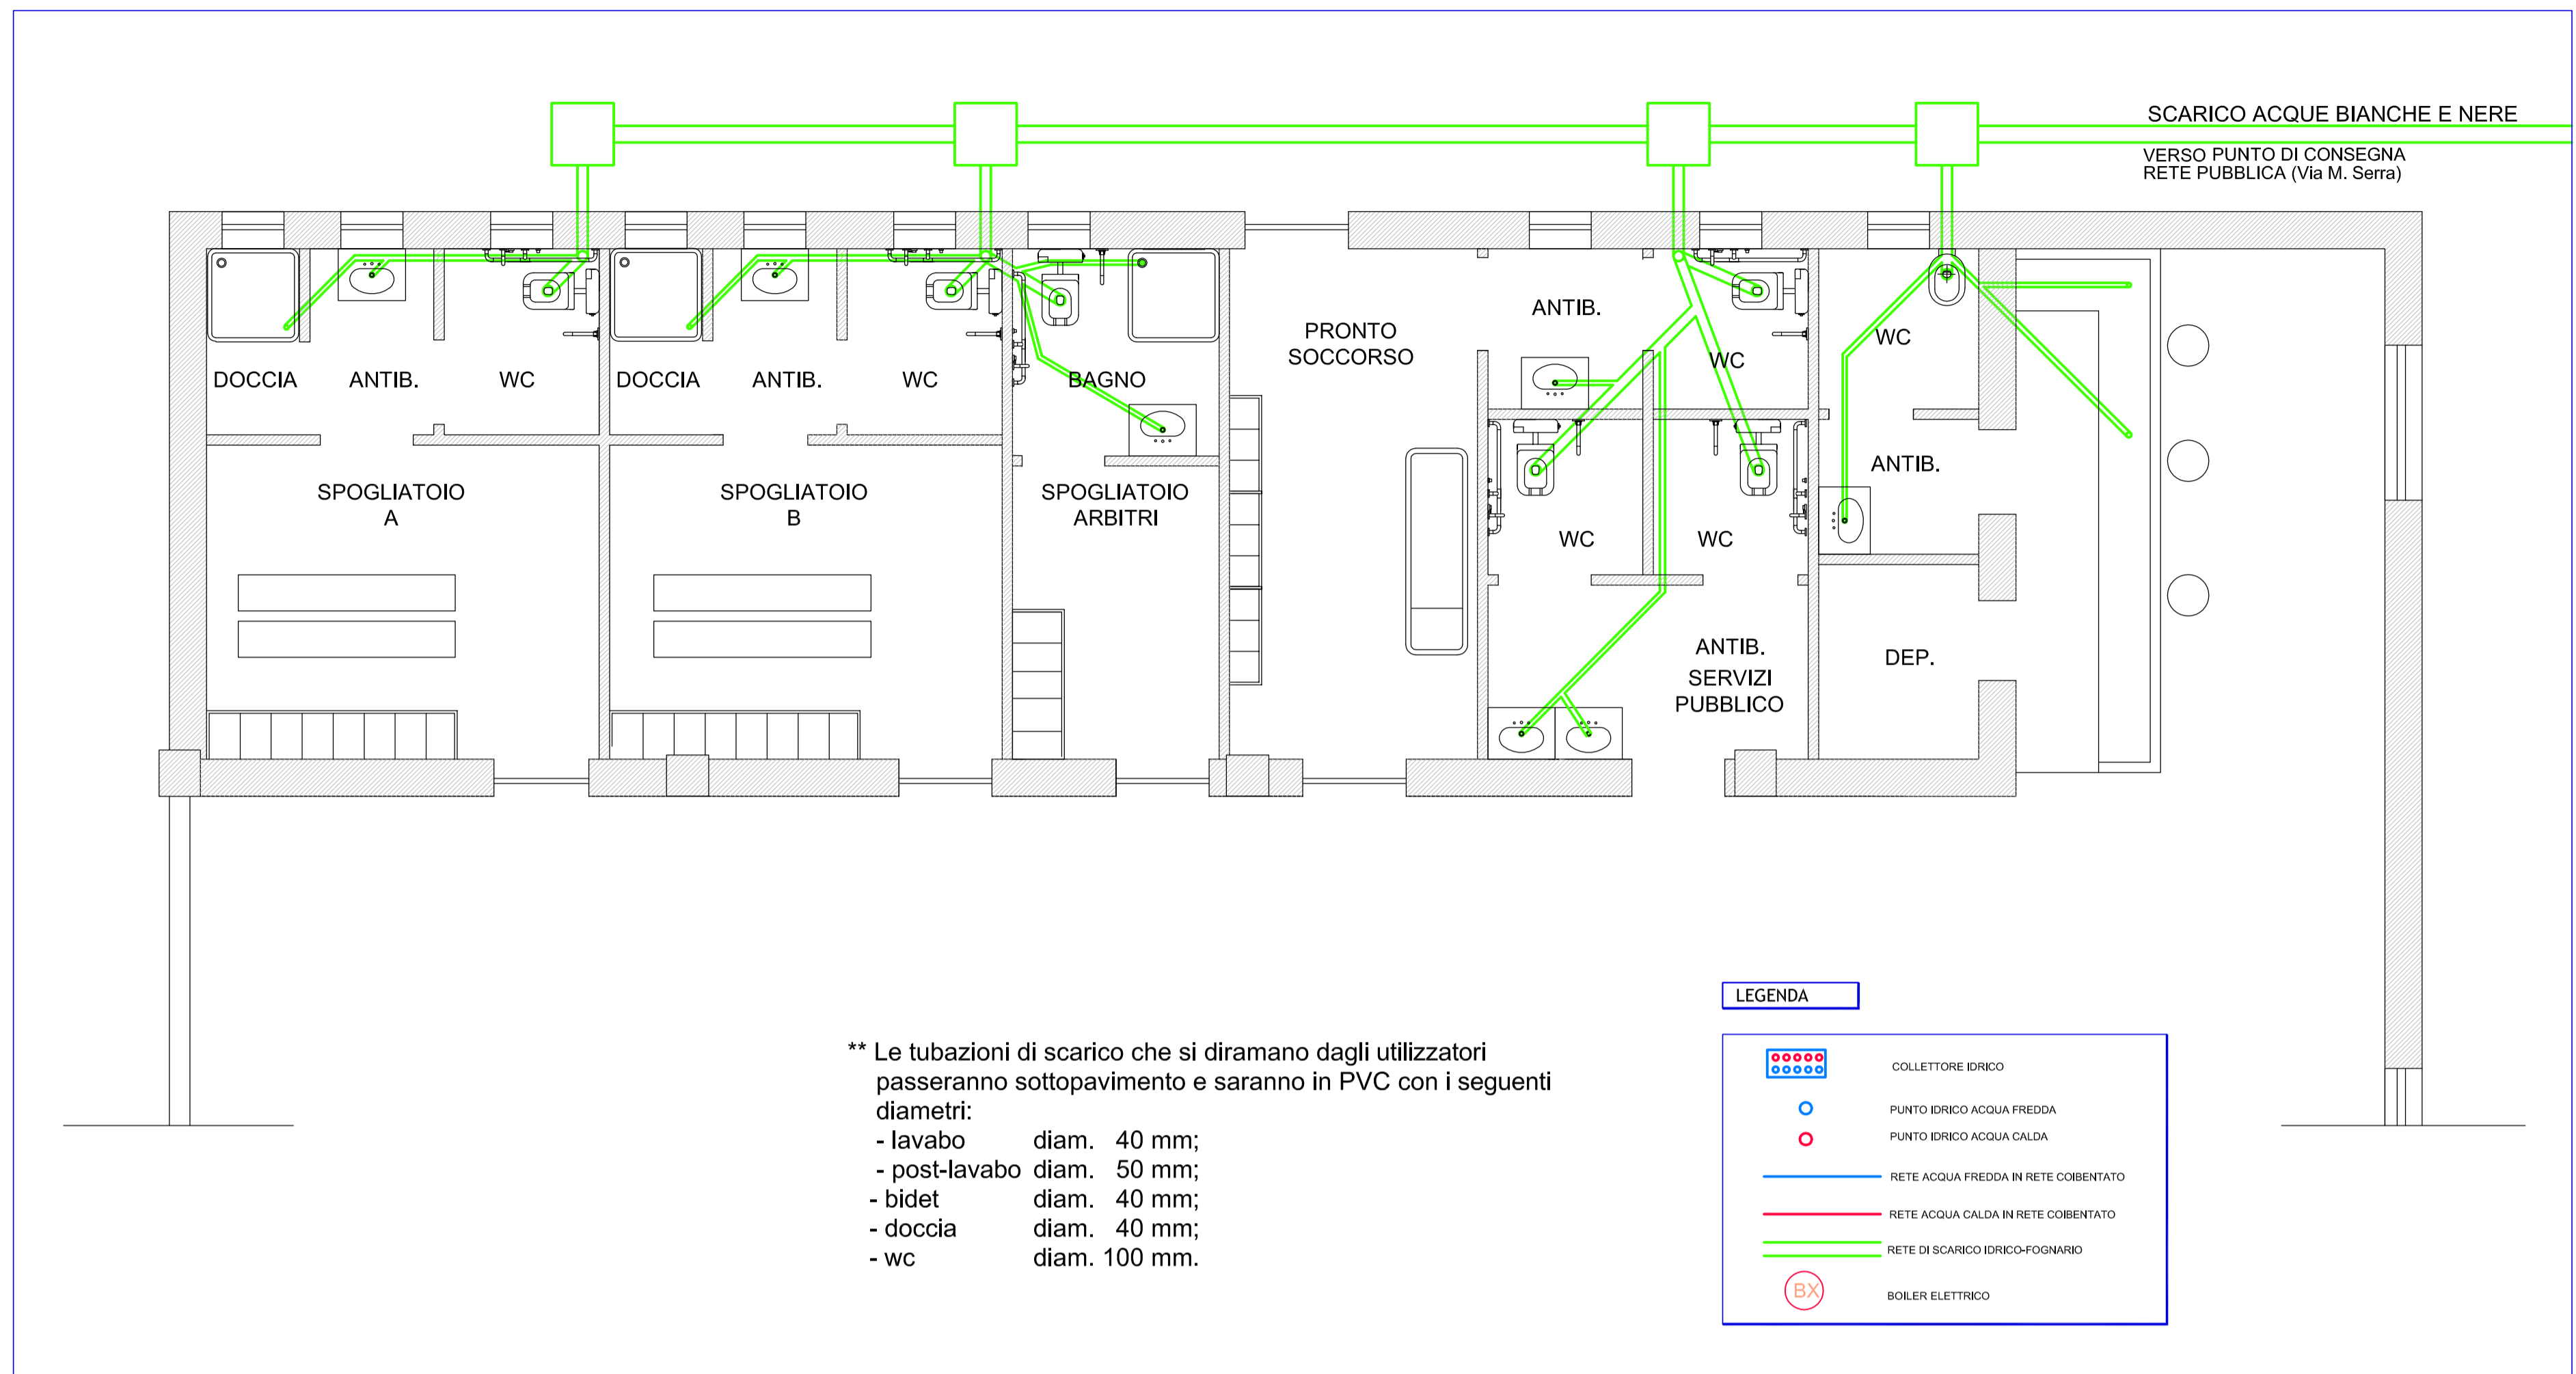 SCARICO ACQUE BIANCHE E NERE
VERSO PUNTO DI CONSEGNA
RETE PUBBLICA (Via M. Serra)
DOCCIA
ANTIB.
WC
DOCCIA
ANTIB.
WC
BAGNO
PRONTO
SOCCORSO
ANTIB.
WC
WC
ANTIB.
SPOGLIATOIO
A
SPOGLIATOIO
B
SPOGLIATOIO
ARBITRI
WC
WC
ANTIB.
SERVIZI
PUBBLICO
DEP.
** Le tubazioni di scarico che si diramano dagli utilizzatori
passeranno sottopavimento e saranno in PVC con i seguenti
diametri:
- lavabo diam. 40 mm;
- post-lavabo diam. 50 mm;
- bidet diam. 40 mm;
- doccia diam. 40 mm;
- wc diam. 100 mm.
LEGENDA
COLLETTORE IDRICO
PUNTO IDRICO ACQUA FREDDA
PUNTO IDRICO ACQUA CALDA
RETE ACQUA FREDDA IN RETE COIBENTATO
RETE ACQUA CALDA IN RETE COIBENTATO
RETE DI SCARICO IDRICO-FOGNARIO
BX
BOILER ELETTRICO